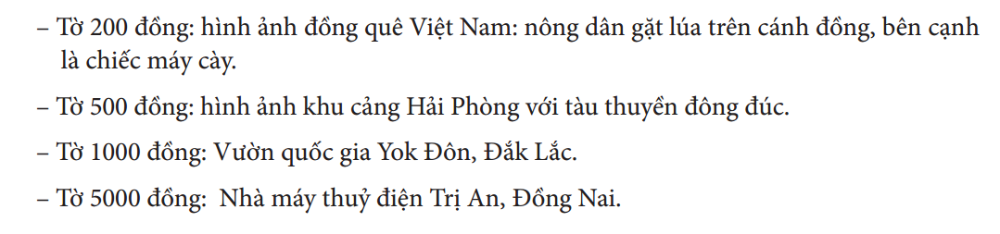 – Tờ 200 đồng: hình ảnh đồng quê Việt Nam: nông dân gặt lúa trên cánh đồng, bên cạnh
là chiếc máy cày.
– Tờ 500 đồng: hình ảnh khu cảng Hải Phòng với tàu thuyền đông đúc.
– Tờ 1000 đồng: Vườn quốc gia Yok Đôn, Đắk Lắc.
– Tờ 5000 đồng: Nhà máy thuỷ điện Trị An, Đồng Nai.